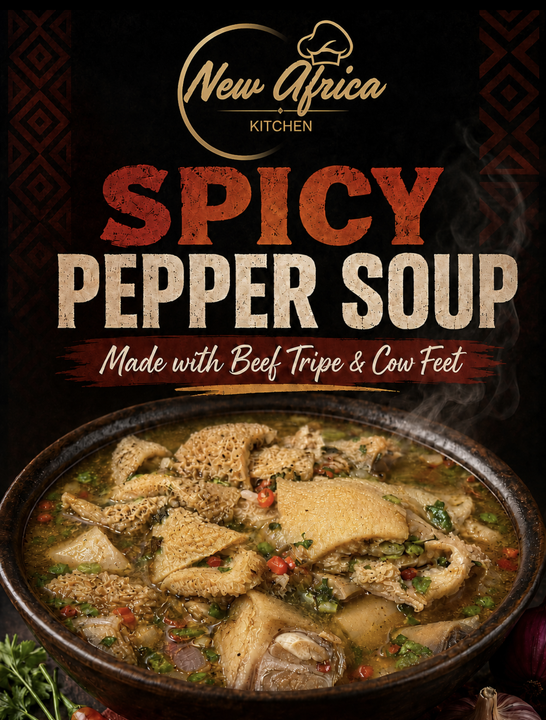 New Africa
KITCHEN
SPICY
PEPPER SOUP
Made with Beef Tripe & Cow Feet